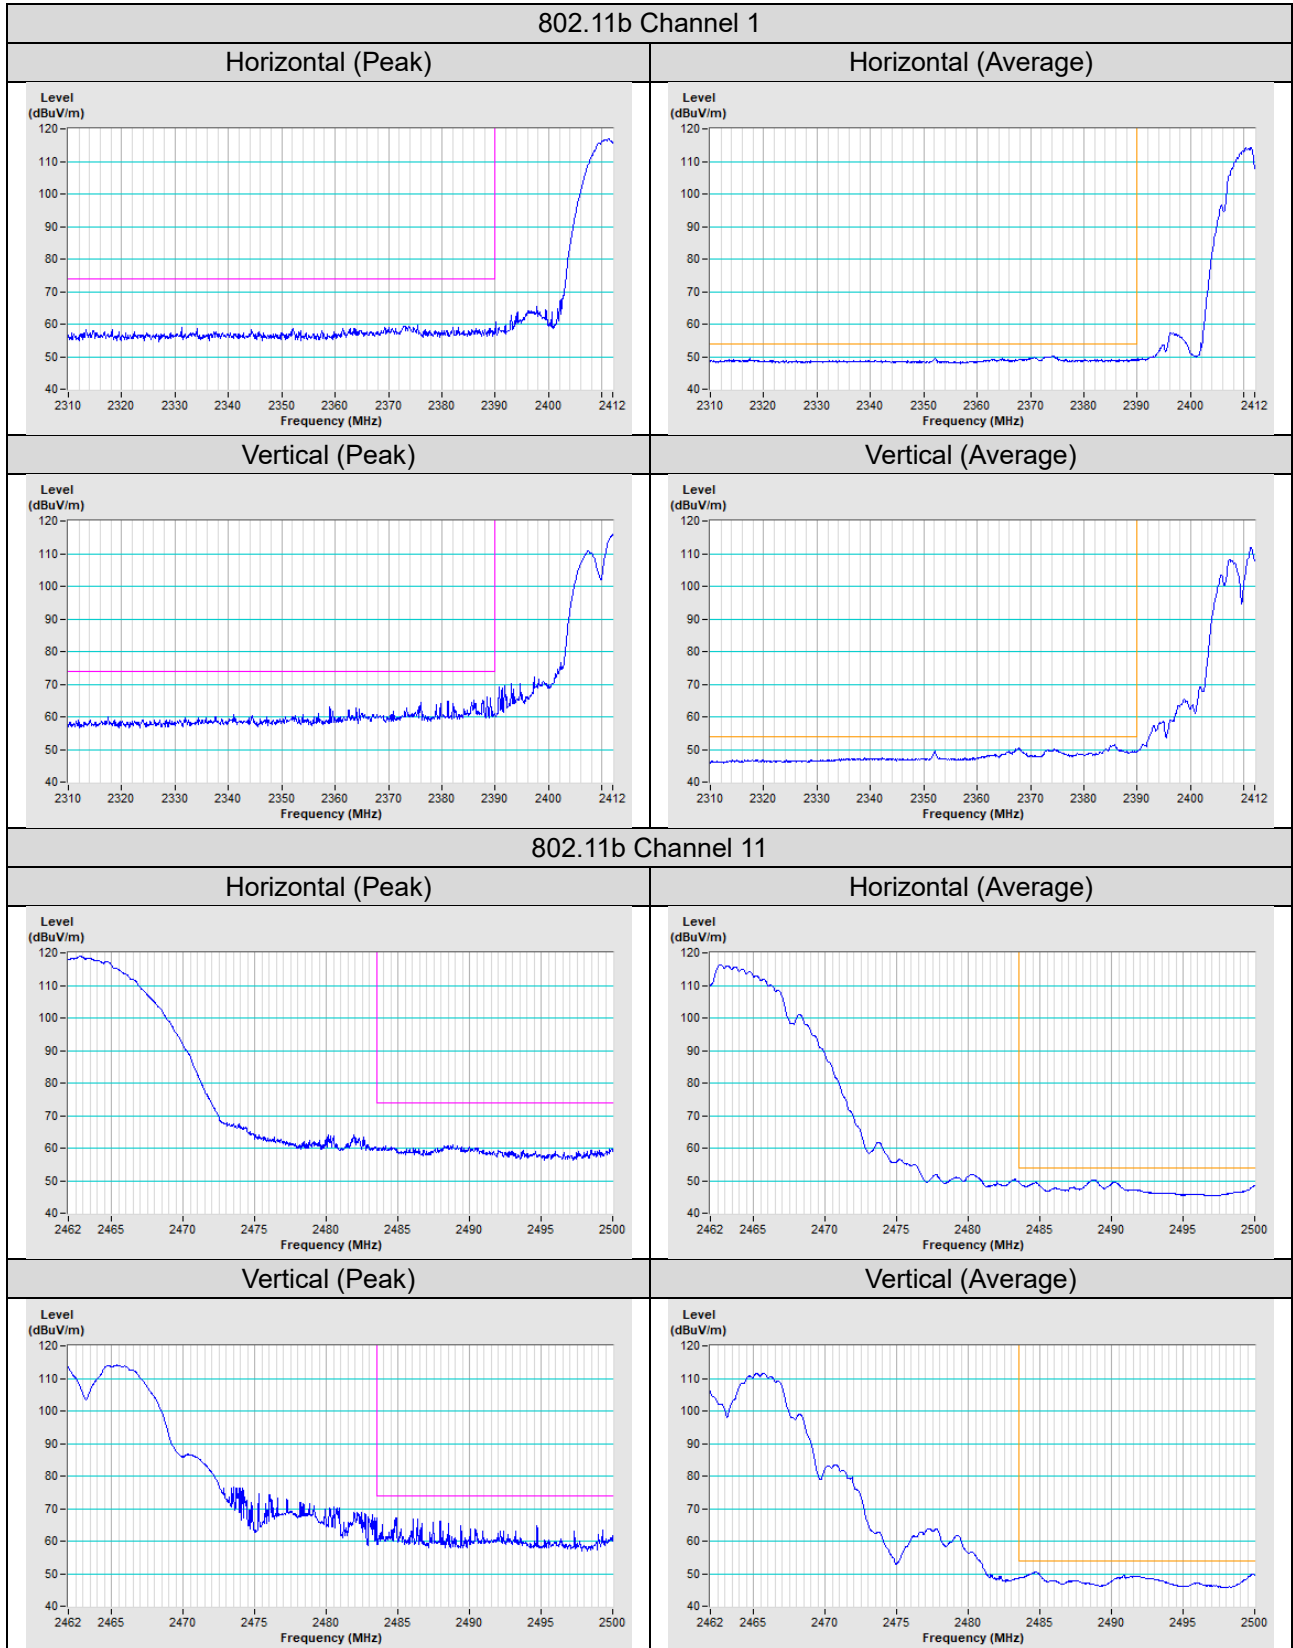 802.11b Channel 1
Horizontal (Peak)
Horizontal (Average)
Level
(dBuV/m)
120
110
100
90
80
70
60
50
40
2310 2320 2330 2340 2350 2360 2370 2380 2390 2400 2412
Frequency (MHz)
Level
(dBuV/m)
120
110
100
90
80
70
60
50
40
2310 2320 2330 2340 2350 2360 2370 2380 2390 2400 2412
Frequency (MHz)
Vertical (Peak)
Vertical (Average)
Level
(dBuV/m)
120
110
100
90
80
70
60
50
40
2310 2320 2330 2340 2350 2360 2370 2380 2390 2400 2412
Frequency (MHz)
Level
(dBuV/m)
120
110
100
90
80
70
60
50
40
2310 2320 2330 2340 2350 2360 2370 2380 2390 2400 2412
Frequency (MHz)
802.11b Channel 11
Horizontal (Peak)
Horizontal (Average)
Level
(dBuV/m)
120
110
100
90
80
70
60
50
40
2462 2465 2470 2475 2480 2485 2490 2495 2500
Frequency (MHz)
Level
(dBuV/m)
120
110
100
90
80
70
60
50
40
2462 2465 2470 2475 2480 2485 2490 2495 2500
Frequency (MHz)
Vertical (Peak)
Vertical (Average)
Level
(dBuV/m)
120
110
100
90
80
70
60
50
40
2462 2465 2470 2475 2480 2485 2490 2495 2500
Frequency (MHz)
Level
(dBuV/m)
120
110
100
90
80
70
60
50
40
2462 2465 2470 2475 2480 2485 2490 2495 2500
Frequency (MHz)